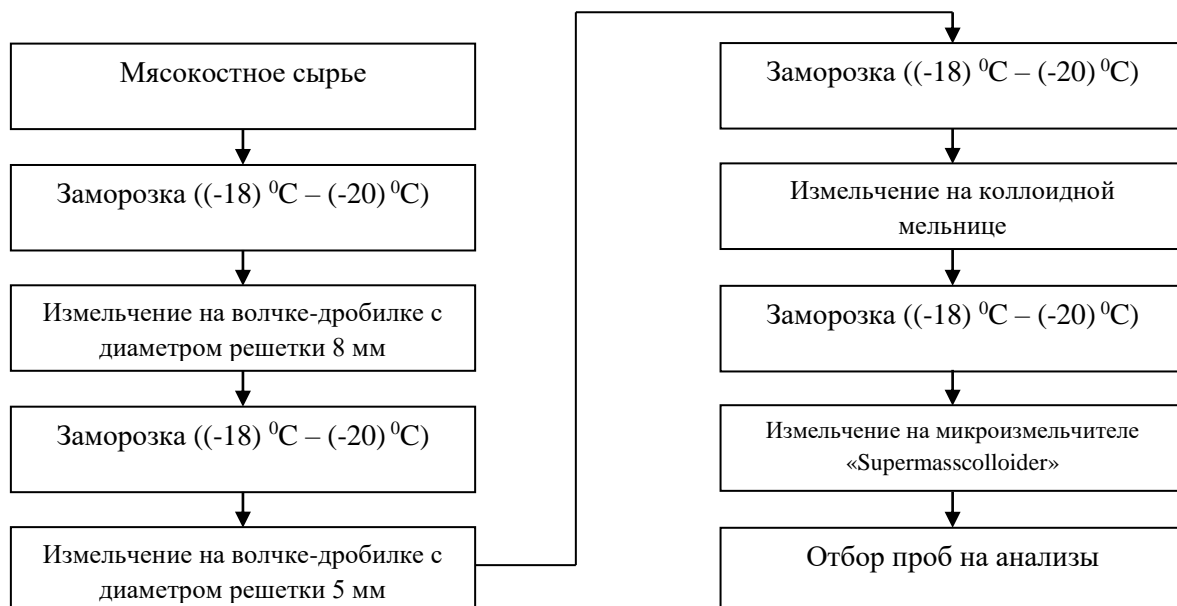 Мясокостное сырье
Заморозка ((-18) ⁰С – (-20) ⁰С)
Измельчение на волчке-дробилке с
диаметром решетки 8 мм
Заморозка ((-18) ⁰С – (-20) ⁰С)
Измельчение на волчке-дробилке с
диаметром решетки 5 мм
Заморозка ((-18) ⁰С – (-20) ⁰С)
Измельчение на коллоидной
мельнице
Заморозка ((-18) ⁰С – (-20) ⁰С)
Измельчение на микроизмельчителе
«Supermasscolloider»
Отбор проб на анализы